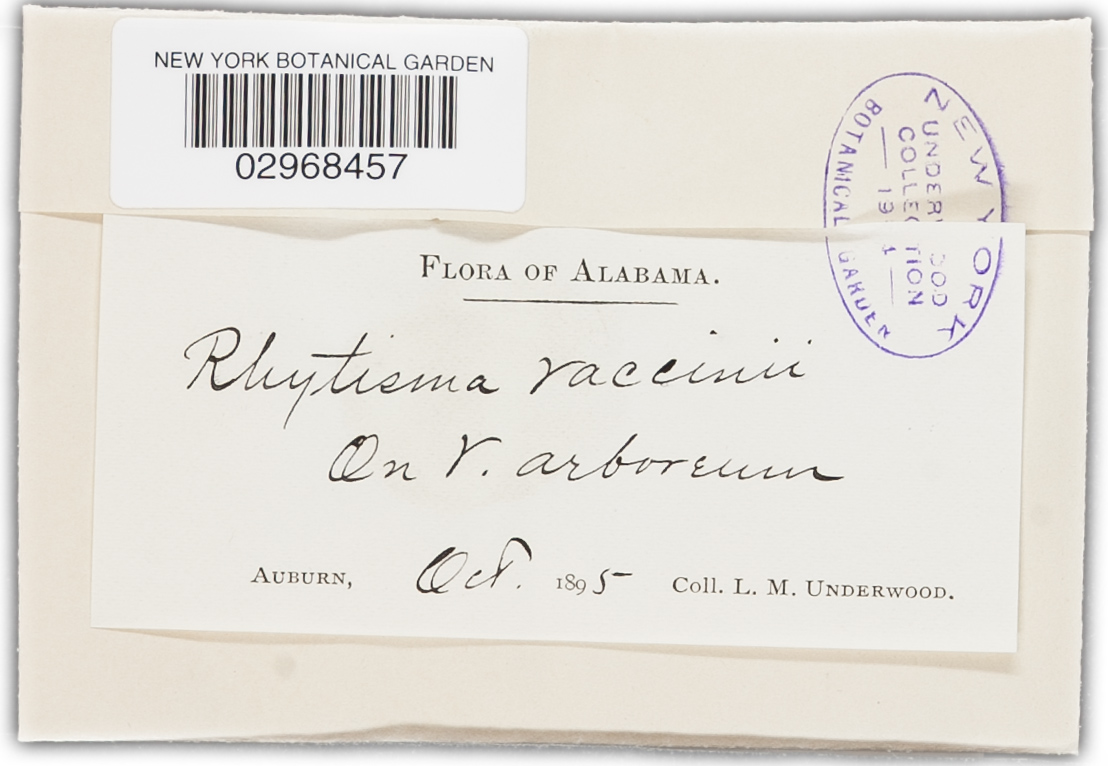 NEW YORK BOTANICAL GARDEN
02968457
NEW YORK
BOTANICAL GARDEN
COLLECTION
FLORA OF ALABAMA.
Rhytisma vaccinii
On V. arboreum
AUBURN, Oct. 1895 Coll. L. M. UNDERWOOD.